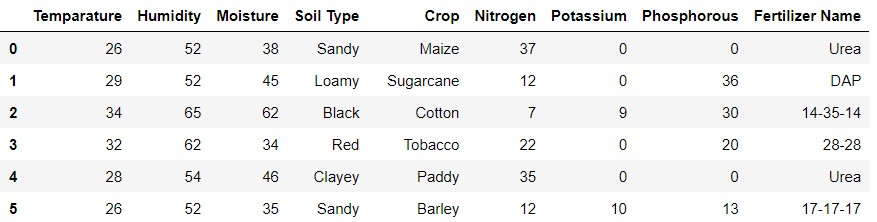 Temparature Humidity Moisture Soil Type Crop Nitrogen Potassium Phosphorous Fertilizer Name
0 26 52 38 Sandy Maize 37 0 0 Urea
1 29 52 45 Loamy Sugarcane 12 0 36 DAP
2 34 65 62 Black Cotton 7 9 30 14-35-14
3 32 62 34 Red Tobacco 22 0 20 28-28
4 28 54 46 Clayey Paddy 35 0 0 Urea
5 26 52 35 Sandy Barley 12 10 13 17-17-17